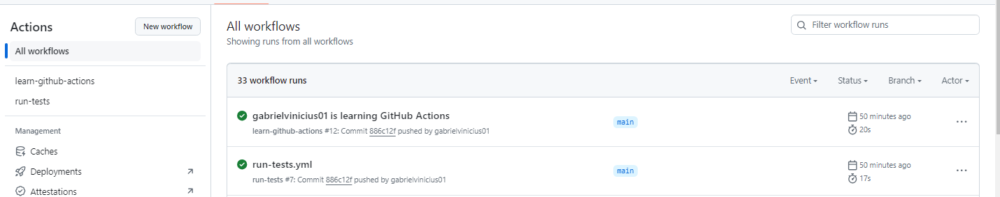 Actions
New workflow
All workflows
learn-github-actions
run-tests
Management
Caches
Deployments
Attestations
All workflows
Showing runs from all workflows
Filter workflow runs
33 workflow runs
Event
Status
Branch
Actor
gabrielvinicius01 is learning GitHub Actions
learn-github-actions #12: Commit 886c12f pushed by gabrielvinicius01
main
50 minutes ago
20s
run-tests.yml
run-tests #7: Commit 886c12f pushed by gabrielvinicius01
main
50 minutes ago
17s